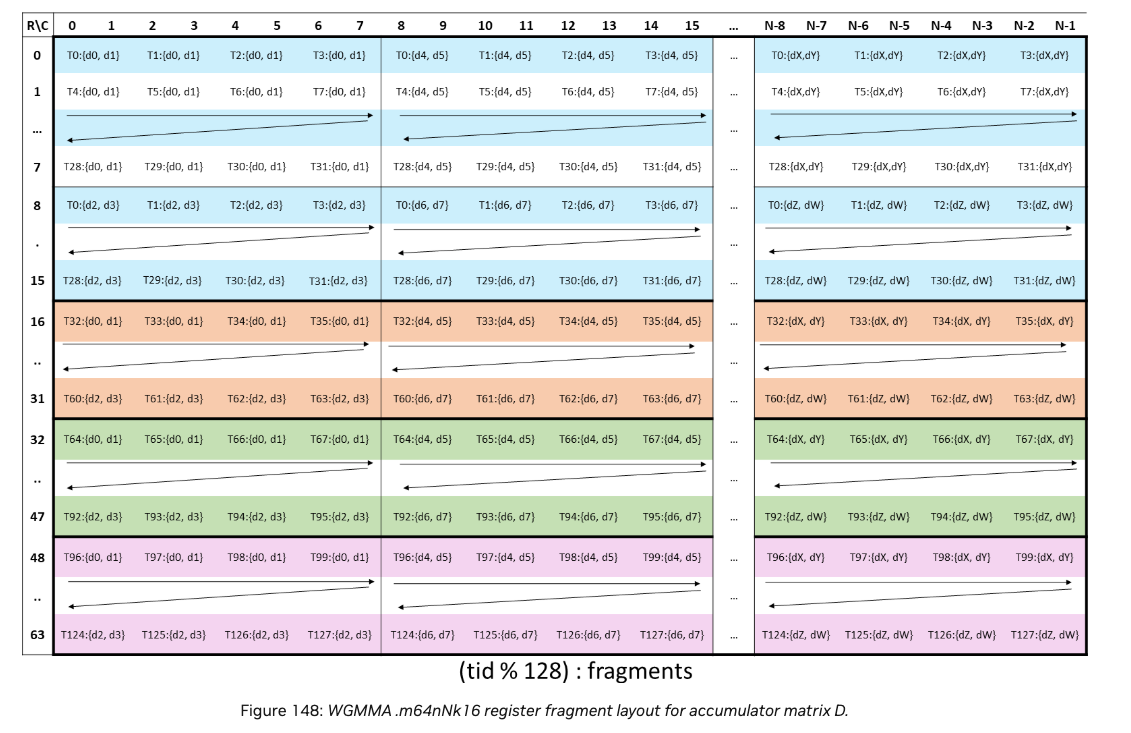 R\C 0 1 2 3 4 5 6 7 8 9 10 11 12 13 14 15 ... N-8 N-7 N-6 N-5 N-4 N-3 N-2 N-1
0 T0:{d0, d1} T1:{d0, d1} T2:{d0, d1} T3:{d0, d1} T0:{d4, d5} T1:{d4, d5} T2:{d4, d5} T3:{d4, d5} ... T0:{dX,dY} T1:{dX,dY} T2:{dX,dY} T3:{dX,dY}
1 T4:{d0, d1} T5:{d0, d1} T6:{d0, d1} T7:{d0, d1} T4:{d4, d5} T5:{d4, d5} T6:{d4, d5} T7:{d4, d5} ... T4:{dX,dY} T5:{dX,dY} T6:{dX,dY} T7:{dX,dY}
... ...
7 T28:{d0, d1} T29:{d0, d1} T30:{d0, d1} T31:{d0, d1} T28:{d4, d5} T29:{d4, d5} T30:{d4, d5} T31:{d4, d5} ... T28:{dX,dY} T29:{dX,dY} T30:{dX,dY} T31:{dX,dY}
8 T0:{d2, d3} T1:{d2, d3} T2:{d2, d3} T3:{d2, d3} T0:{d6, d7} T1:{d6, d7} T2:{d6, d7} T3:{d6, d7} ... T0:{dZ, dW} T1:{dZ, dW} T2:{dZ, dW} T3:{dZ, dW}
. ...
15 T28:{d2, d3} T29:{d2, d3} T30:{d2, d3} T31:{d2, d3} T28:{d6, d7} T29:{d6, d7} T30:{d6, d7} T31:{d6, d7} ... T28:{dZ, dW} T29:{dZ, dW} T30:{dZ, dW} T31:{dZ, dW}
16 T32:{d0, d1} T33:{d0, d1} T34:{d0, d1} T35:{d0, d1} T32:{d4, d5} T33:{d4, d5} T34:{d4, d5} T35:{d4, d5} ... T32:{dX, dY} T33:{dX, dY} T34:{dX, dY} T35:{dX, dY}
.. ...
31 T60:{d2, d3} T61:{d2, d3} T62:{d2, d3} T63:{d2, d3} T60:{d6, d7} T61:{d6, d7} T62:{d6, d7} T63:{d6, d7} ... T60:{dZ, dW} T61:{dZ, dW} T62:{dZ, dW} T63:{dZ, dW}
32 T64:{d0, d1} T65:{d0, d1} T66:{d0, d1} T67:{d0, d1} T64:{d4, d5} T65:{d4, d5} T66:{d4, d5} T67:{d4, d5} ... T64:{dX, dY} T65:{dX, dY} T66:{dX, dY} T67:{dX, dY}
.. ...
47 T92:{d2, d3} T93:{d2, d3} T94:{d2, d3} T95:{d2, d3} T92:{d6, d7} T93:{d6, d7} T94:{d6, d7} T95:{d6, d7} ... T92:{dZ, dW} T93:{dZ, dW} T94:{dZ, dW} T95:{dZ, dW}
48 T96:{d0, d1} T97:{d0, d1} T98:{d0, d1} T99:{d0, d1} T96:{d4, d5} T97:{d4, d5} T98:{d4, d5} T99:{d4, d5} ... T96:{dX, dY} T97:{dX, dY} T98:{dX, dY} T99:{dX, dY}
.. ...
63 T124:{d2, d3} T125:{d2, d3} T126:{d2, d3} T127:{d2, d3} T124:{d6, d7} T125:{d6, d7} T126:{d6, d7} T127:{d6, d7} ... T124:{dZ, dW} T125:{dZ, dW} T126:{dZ, dW} T127:{dZ, dW}
(tid % 128) : fragments
Figure 148: WGMMA .m64nNk16 register fragment layout for accumulator matrix D.